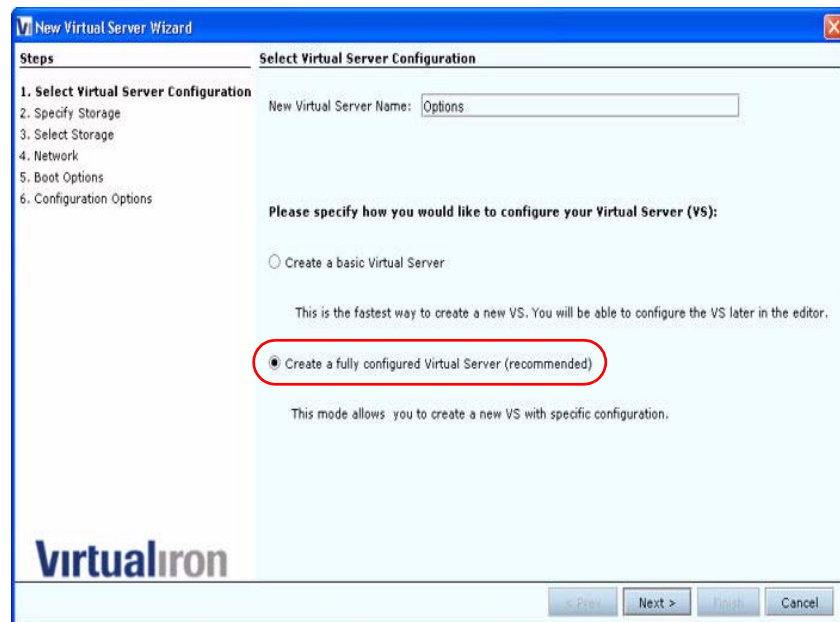 New Virtual Server Wizard
Steps
1. Select Virtual Server Configuration
2. Specify Storage
3. Select Storage
4. Network
5. Boot Options
6. Configuration Options
Select Virtual Server Configuration
New Virtual Server Name: Options
Please specify how you would like to configure your Virtual Server (VS):
Create a basic Virtual Server
This is the fastest way to create a new VS. You will be able to configure the VS later in the editor.
Create a fully configured Virtual Server (recommended)
This mode allows you to create a new VS with specific configuration.
VirtualIron
< Prev Next > Finish Cancel